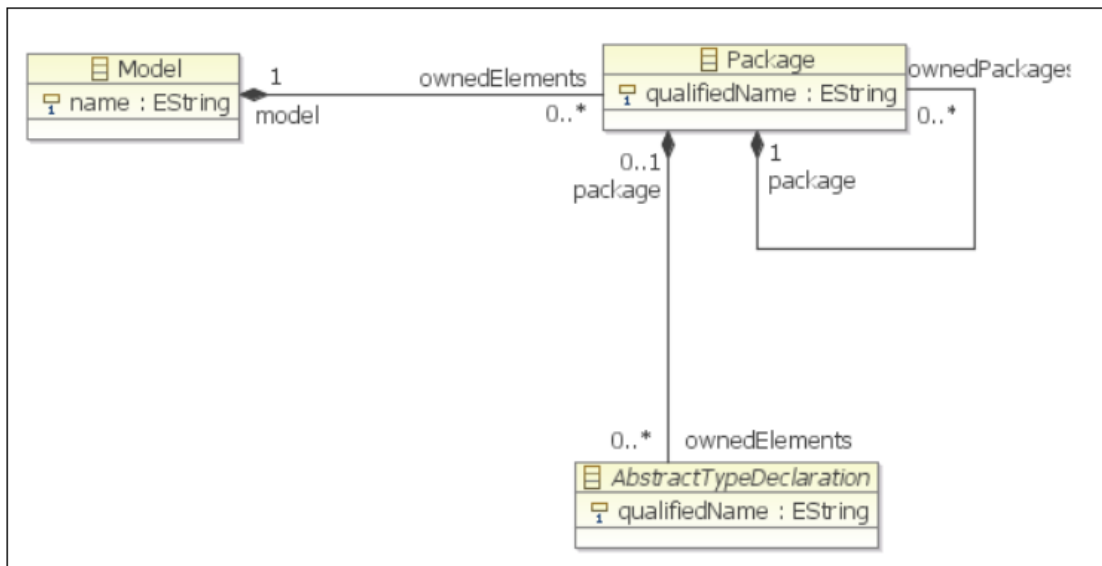 Model
name : EString
1
model
ownedElements
0..*
Package
qualifiedName : EString
ownedPackages
0..*
0..1
package
1
package
0..* ownedElements
AbstractTypeDeclaration
qualifiedName : EString